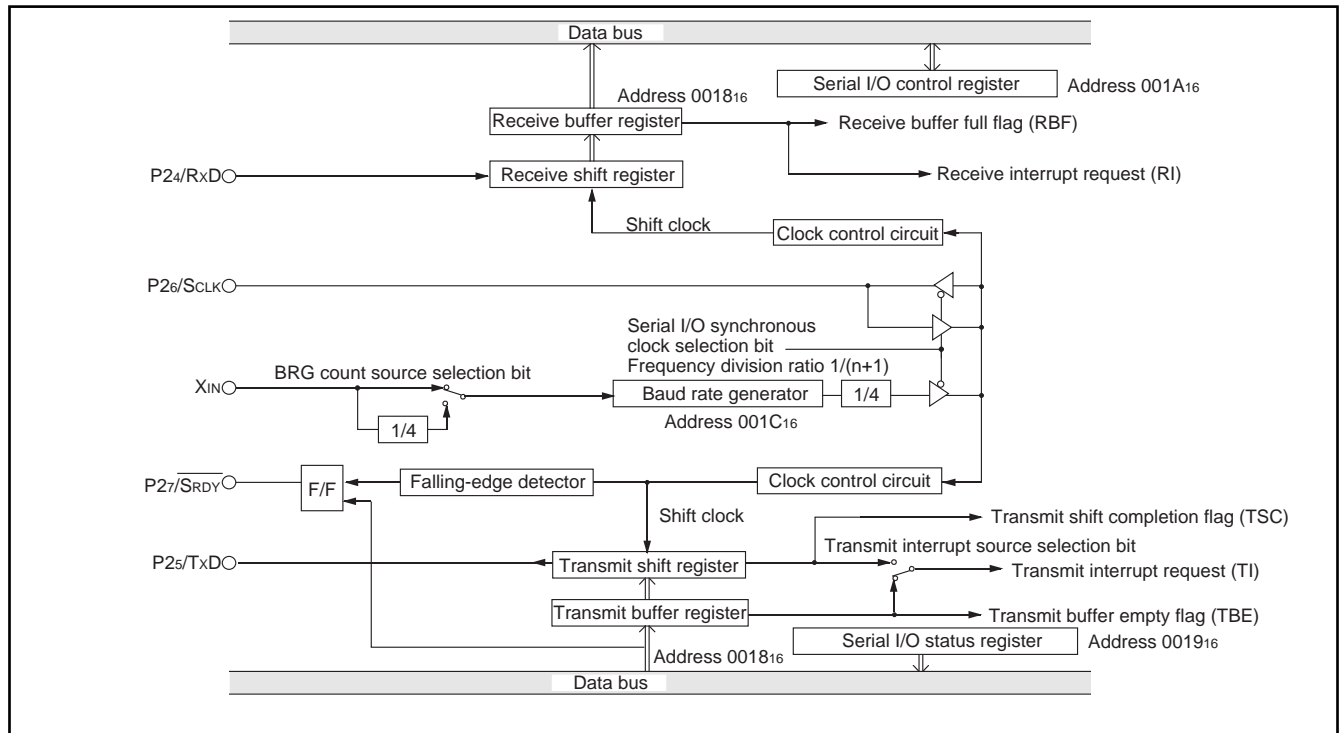 Data bus
Serial I/O control register
Address 001A16
Address 001816
Receive buffer register
Receive buffer full flag (RBF)
P24/RXD
Receive shift register
Receive interrupt request (RI)
Shift clock
Clock control circuit
P26/SCLK
Serial I/O synchronous
clock selection bit
Frequency division ratio 1/(n+1)
BRG count source selection bit
XIN
Baud rate generator
1/4
1/4
Address 001C16
P27/SRDY
F/F
Falling-edge detector
Clock control circuit
Shift clock
Transmit shift completion flag (TSC)
Transmit interrupt source selection bit
P25/TXD
Transmit shift register
Transmit interrupt request (TI)
Transmit buffer register
Transmit buffer empty flag (TBE)
Serial I/O status register
Address 001916
Address 001816
Data bus